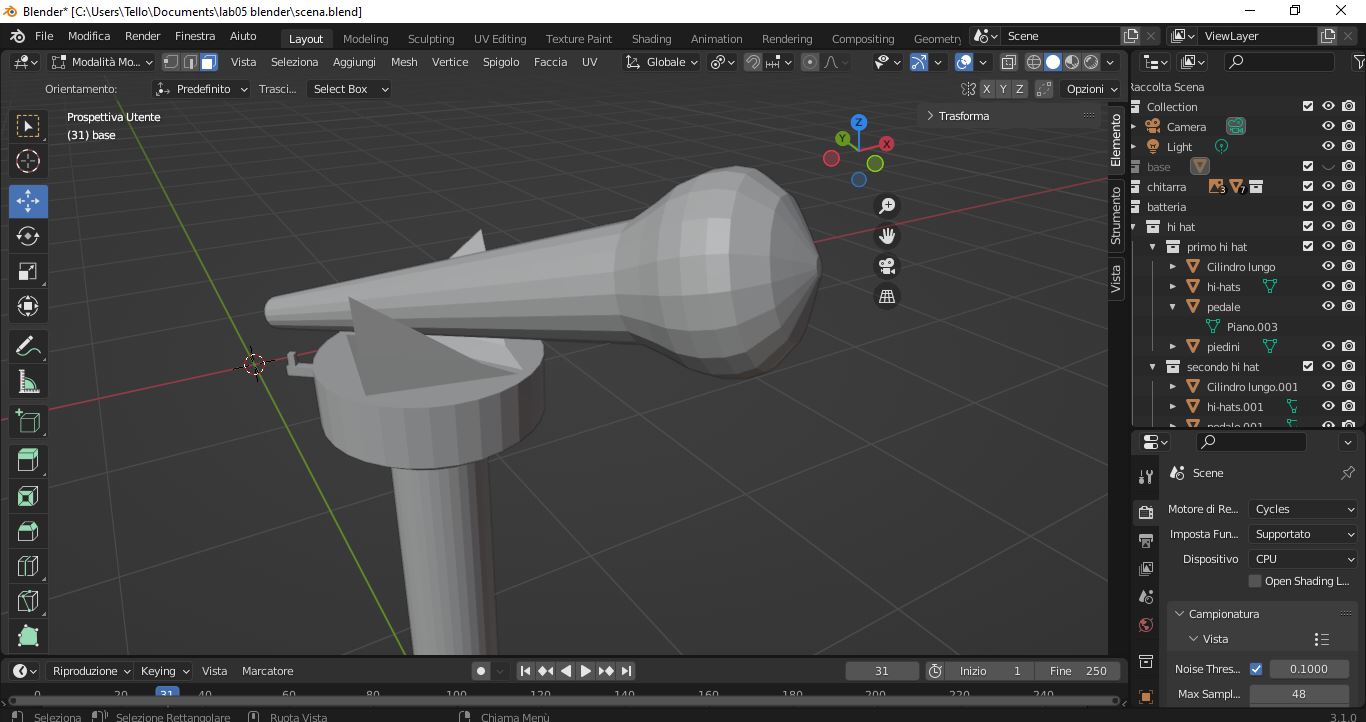 Blender* [C:\Users\Tello\Documents\lab05 blender\scena.blend]
File Modifica Render Finestra Aiuto Layout Modeling Sculpting UV Editing Texture Paint Shading Animation Rendering Compositing Geometry Scene ViewLayer
Modalità Mo... Vista Seleziona Aggiungi Mesh Vertice Spigolo Faccia UV Globale
Orientamento: Predefinito Trasci... Select Box X Y Z Opzioni
Prospettiva Utente
(31) base
Trasforma
Z
Y
X
Elemento
Strumento
Vista
Raccolta Scena
Collection
Camera
Light
base
chitarra 3 7
batteria
hi hat
primo hi hat
Cilindro lungo
hi-hats
pedale
Piano.003
piedini
secondo hi hat
Cilindro lungo.001
hi-hats.001
pedale.001
Scene
Motore di Re... Cycles
Imposta Fun... Supportato
Dispositivo CPU
Open Shading L...
Campionatura
Vista
Noise Thres... 0.1000
Max Sampl... 48
Riproduzione Keying Vista Marcatore 31 Inizio 1 Fine 250
0 20 31 40 60 80 100 120 140 160 180 200 220 240
Seleziona Selezione Rettangolare Ruota Vista Chiama Menù 3.1.0